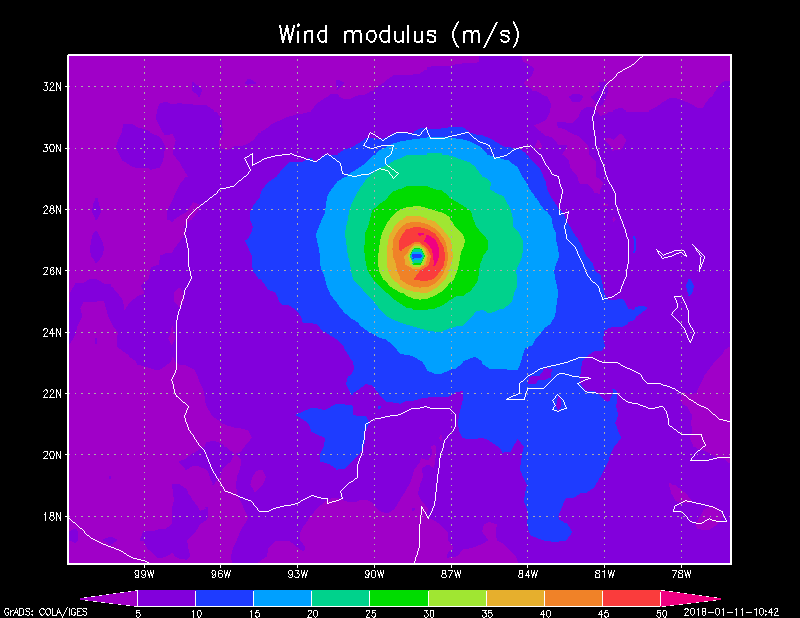 Wind modulus (m/s)
32N
30N
28N
26N
24N
22N
20N
18N
99W 96W 93W 90W 87W 84W 81W 78W
5 10 15 20 25 30 35 40 45 50
GrADS: COLA/IGES 2018-01-11-10:42